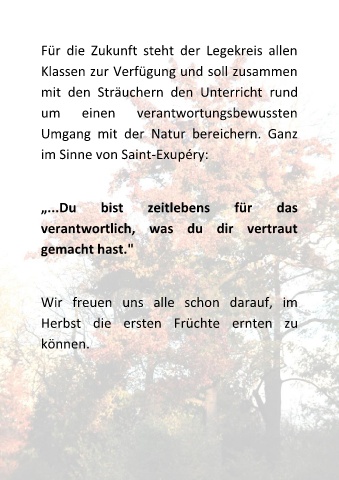 Für die Zukunft steht der Legekreis allen
Klassen zur Verfügung und soll zusammen
mit den Sträuchern den Unterricht rund
um einen verantwortungsbewussten
Umgang mit der Natur bereichern. Ganz
im Sinne von Saint-Exupéry:
„...Du bist zeitlebens für das
verantwortlich, was du dir vertraut
gemacht hast."
Wir freuen uns alle schon darauf, im
Herbst die ersten Früchte ernten zu
können.